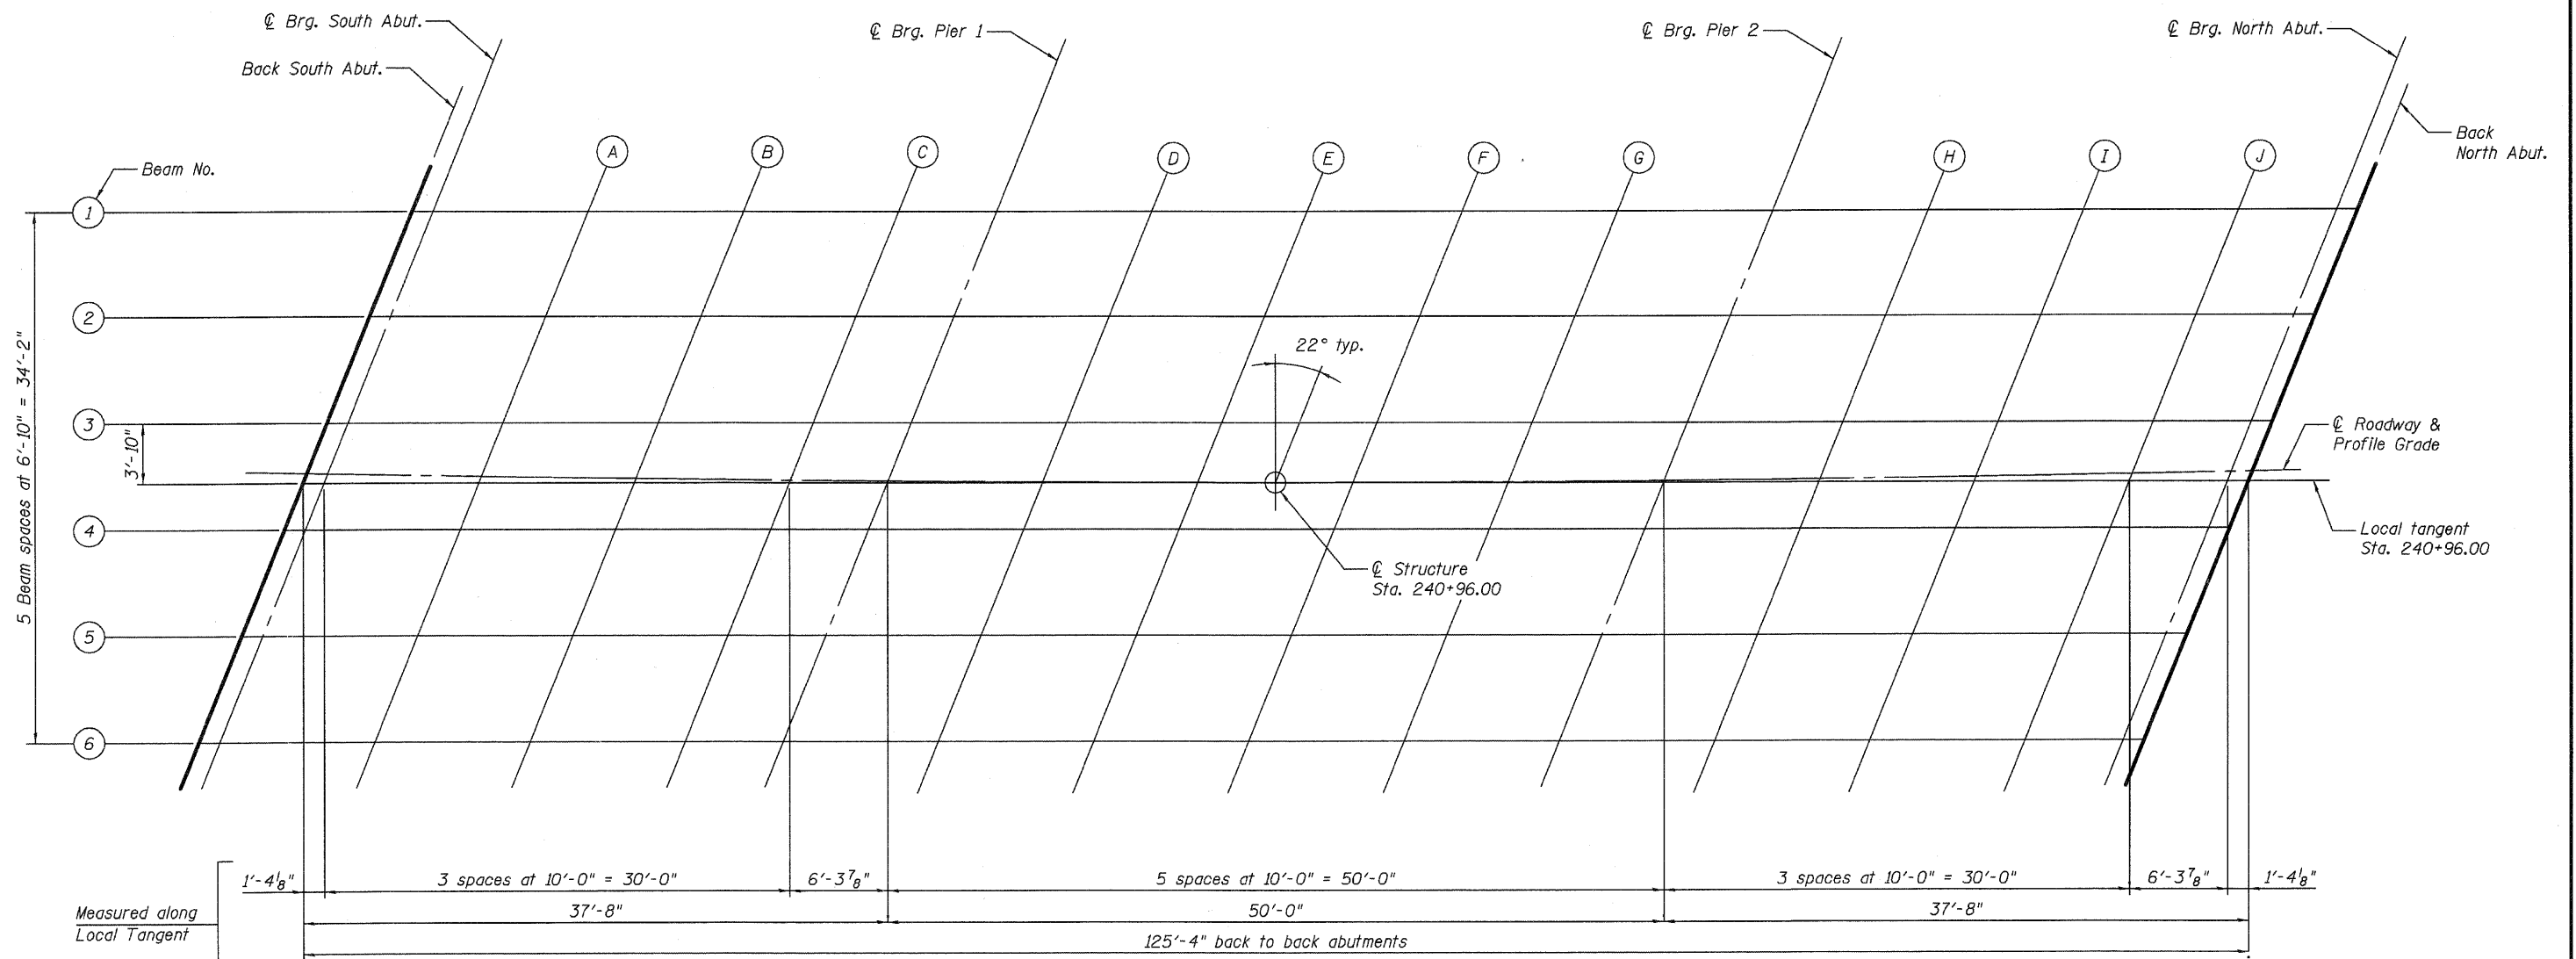 ℄ Brg. South Abut.
Back South Abut.
℄ Brg. Pier 1
℄ Brg. Pier 2
℄ Brg. North Abut.
Back
North Abut.
A
B
C
D
E
F
G
H
I
J
Beam No.
1
2
3
4
5
6
5 Beam spaces at 6'-10" = 34'-2"
3'-10"
22° typ.
℄ Roadway &
Profile Grade
Local tangent
Sta. 240+96.00
℄ Structure
Sta. 240+96.00
1'-4⅛"
3 spaces at 10'-0" = 30'-0"
6'-3⅞"
5 spaces at 10'-0" = 50'-0"
3 spaces at 10'-0" = 30'-0"
6'-3⅞"
1'-4⅛"
37'-8"
50'-0"
37'-8"
Measured along
Local Tangent
125'-4" back to back abutments